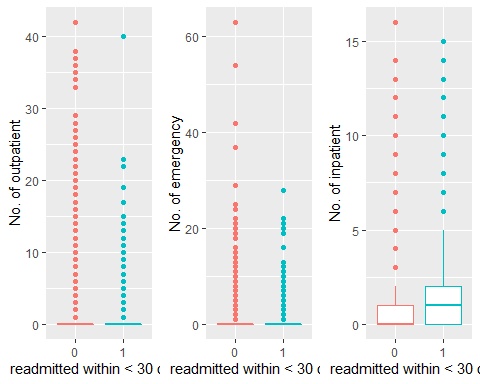 No. of outpatient
40
30
20
10
0
0 1
readmitted within < 30 d
No. of emergency
60
40
20
0
0 1
readmitted within < 30 d
No. of inpatient
15
10
5
0
0 1
readmitted within < 30 d